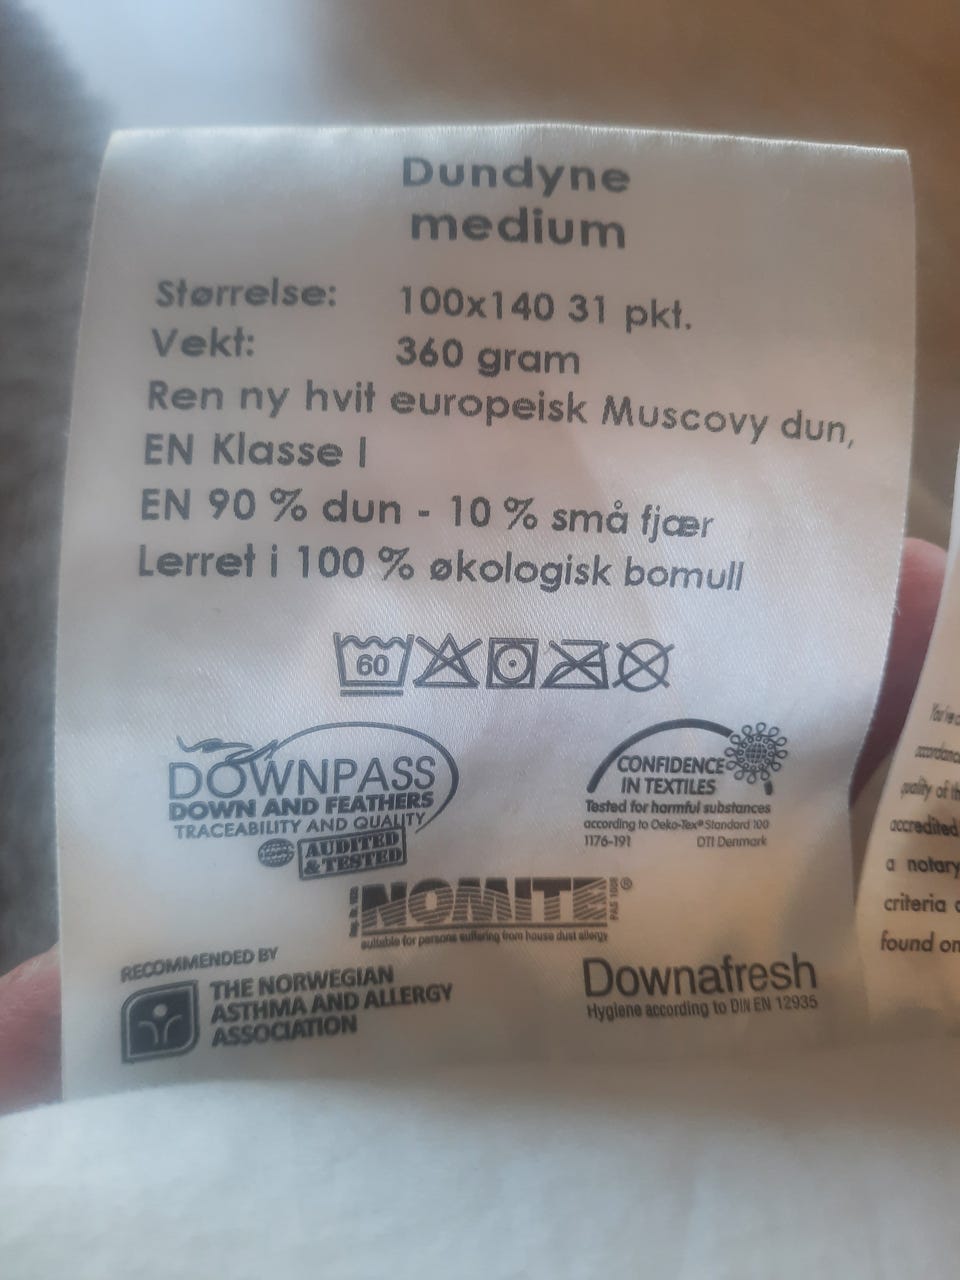 Dundyne
medium
Størrelse: 100x140 31 pkt.
Vekt: 360 gram
Ren ny hvit europeisk Muscovy dun,
EN Klasse I
EN 90 % dun - 10 % små fjær
Lerret i 100 % økologisk bomull
60
DOWNPASS
DOWN AND FEATHERS
TRACEABILITY AND QUALITY
AUDITED
& TESTED
CONFIDENCE
IN TEXTILES
Tested for harmful substances
according to Oeko-Tex® Standard 100
1176-191 DTI Denmark
NOMITE®
suitable for persons suffering from house dust allergy
RECOMMENDED BY
THE NORWEGIAN
ASTHMA AND ALLERGY
ASSOCIATION
Downafresh
Hygiene according to DIN EN 12935
quality of
accredited
a notary
criteria
found on